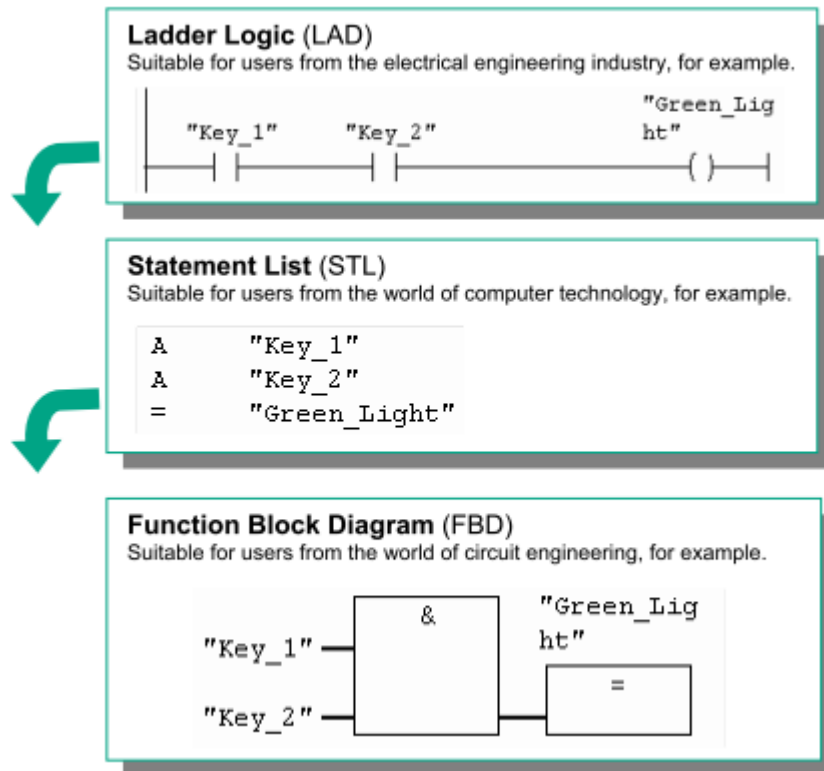 Ladder Logic (LAD)
Suitable for users from the electrical engineering industry, for example.
"Key_1" "Key_2" "Green_Lig
ht"
( )
Statement List (STL)
Suitable for users from the world of computer technology, for example.
A "Key_1"
A "Key_2"
= "Green_Light"
Function Block Diagram (FBD)
Suitable for users from the world of circuit engineering, for example.
"Key_1"
"Key_2"
&
"Green_Lig
ht"
=